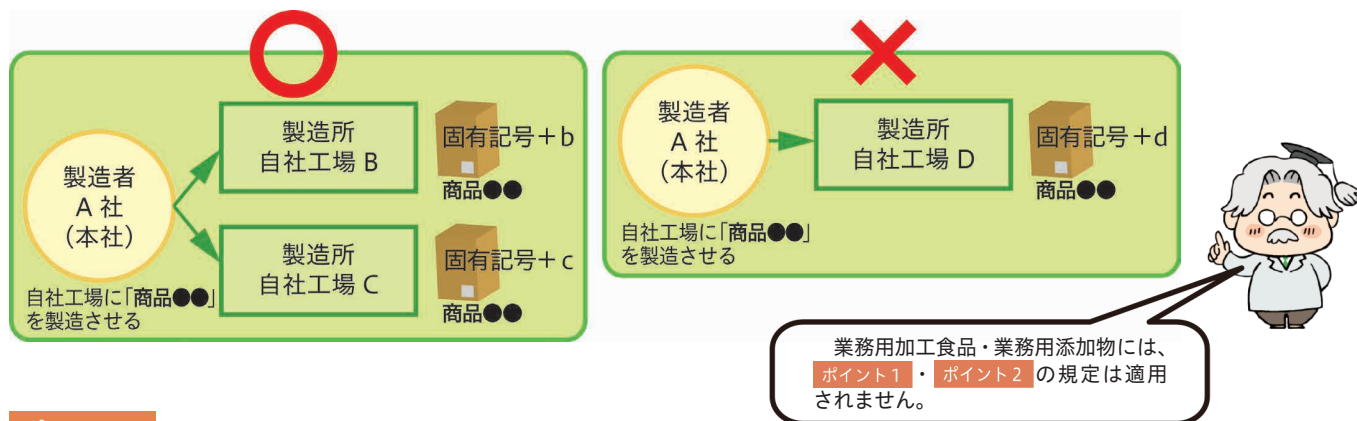 製造者
A 社
(本社)
製造所
自社工場 B
固有記号+b
商品●●
製造所
自社工場 C
固有記号+c
商品●●
自社工場に「商品●●」
を製造させる
製造者
A 社
(本社)
製造所
自社工場 D
固有記号+d
商品●●
自社工場に「商品●●」
を製造させる
業務用加工食品・業務用添加物には、
ポイント1・ポイント2の規定は適用
されません。